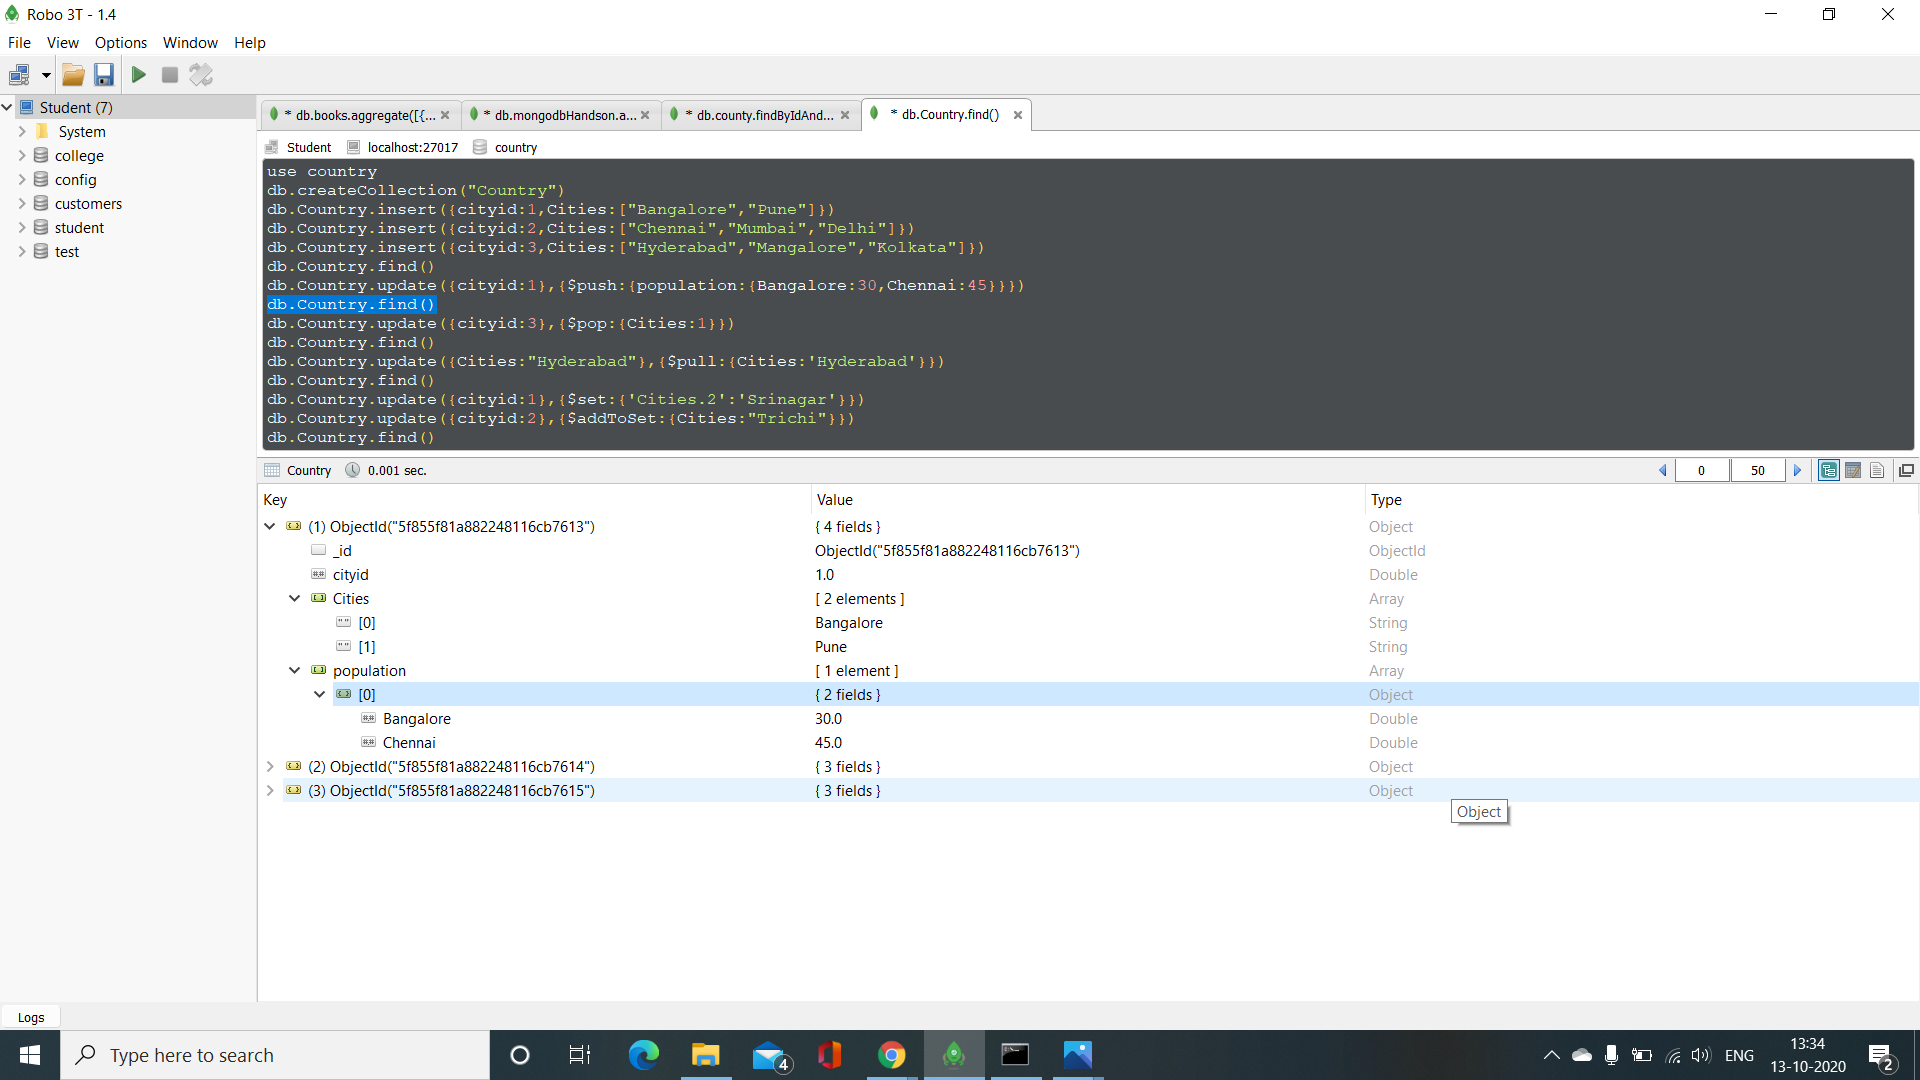 Robo 3T - 1.4
File View Options Window Help
Student (7)
System
college
config
customers
student
test
* db.books.aggregate([{...
* db.mongodbHandson.a...
* db.county.findByIdAnd...
* db.Country.find()
Student localhost:27017 country
use country
db.createCollection("Country")
db.Country.insert({cityid:1,Cities:["Bangalore","Pune"]})
db.Country.insert({cityid:2,Cities:["Chennai","Mumbai","Delhi"]})
db.Country.insert({cityid:3,Cities:["Hyderabad","Mangalore","Kolkata"]})
db.Country.find()
db.Country.update({cityid:1},{$push:{population:{Bangalore:30,Chennai:45}}})
db.Country.find()
db.Country.update({cityid:3},{$pop:{Cities:1}})
db.Country.find()
db.Country.update({Cities:"Hyderabad"},{$pull:{Cities:'Hyderabad'}})
db.Country.find()
db.Country.update({cityid:1},{$set:{'Cities.2':'Srinagar'}})
db.Country.update({cityid:2},{$addToSet:{Cities:"Trichi"}})
db.Country.find()
Country 0.001 sec. 0 50
Key Value Type
(1) ObjectId("5f855f81a882248116cb7613") { 4 fields } Object
_id ObjectId("5f855f81a882248116cb7613") ObjectId
cityid 1.0 Double
Cities [ 2 elements ] Array
[0] Bangalore String
[1] Pune String
population [ 1 element ] Array
[0] { 2 fields } Object
Bangalore 30.0 Double
Chennai 45.0 Double
(2) ObjectId("5f855f81a882248116cb7614") { 3 fields } Object
(3) ObjectId("5f855f81a882248116cb7615") { 3 fields } Object
Object
Logs
Type here to search
4
ENG
13:34
13-10-2020
2